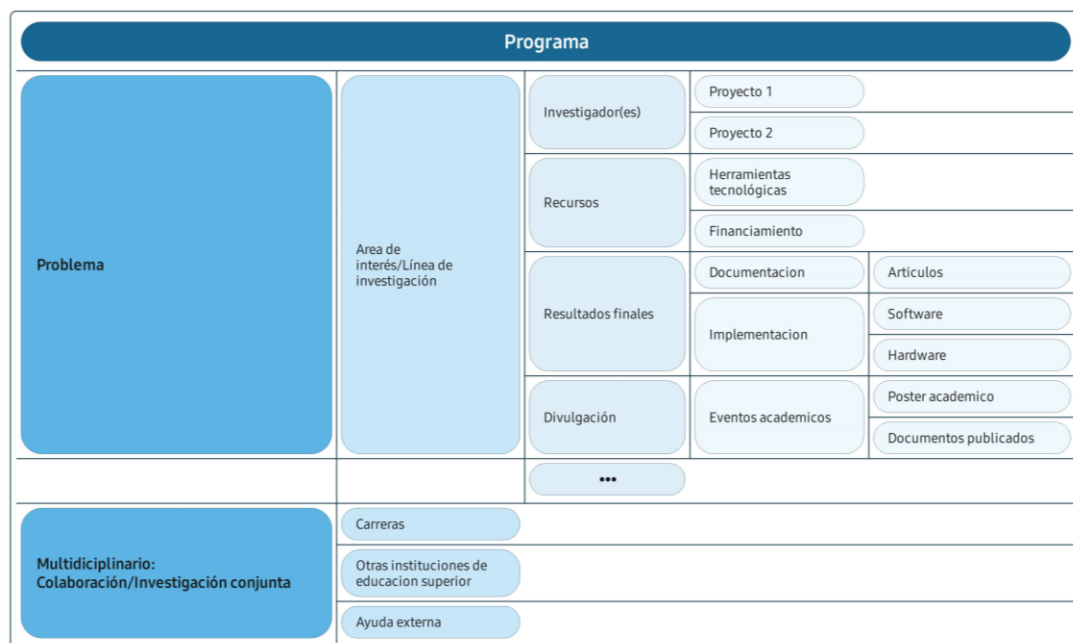 Programa
Problema
Area de
interés/Línea de
investigación
Investigador(es)
Proyecto 1
Proyecto 2
Recursos
Herramientas
tecnológicas
Financiamiento
Resultados finales
Documentacion
Articulos
Implementacion
Software
Hardware
Divulgación
Eventos academicos
Poster academico
Documentos publicados
•••
Multidiciplinario:
Colaboración/Investigación conjunta
Carreras
Otras instituciones de
educacion superior
Ayuda externa